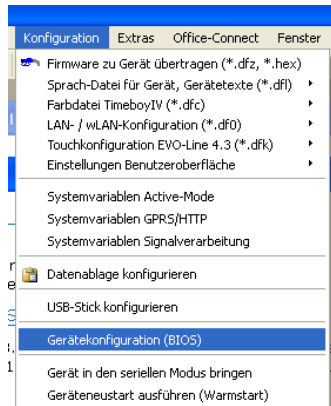 Konfiguration Extras Office-Connect Fenster
Firmware zu Gerät übertragen (*.dfz, *.hex)
Sprach-Datei für Gerät, Gerätetexte (*.dfl)
Farbdatei TimeboyIV (*.dfc)
LAN- / wLAN-Konfiguration (*.df0)
Touchkonfiguration EVO-Line 4.3 (*.dfk)
Einstellungen Benutzeroberfläche
Systemvariablen Active-Mode
Systemvariablen GPRS/HTTP
Systemvariablen Signalverarbeitung
Datenablage konfigurieren
USB-Stick konfigurieren
Gerätekonfiguration (BIOS)
Gerät in den seriellen Modus bringen
Geräteneustart ausführen (Warmstart)